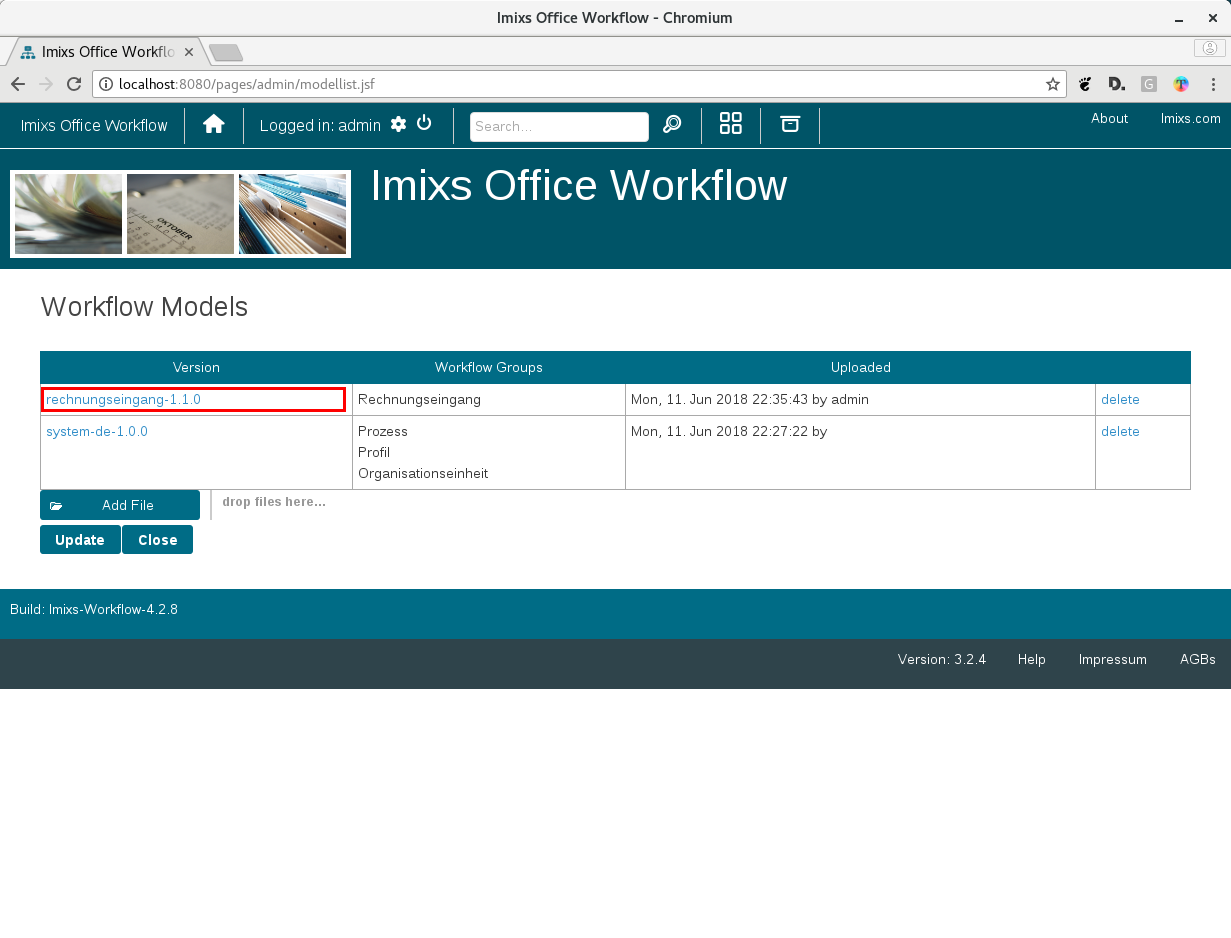 Imixs Office Workflow - Chromium
Imixs Office Workflo
localhost:8080/pages/admin/modellist.jsf
D.
G
T
Imixs Office Workflow
Logged in: admin
Search...
About
Imixs.com
OKTOBER
Imixs Office Workflow
Workflow Models
Version Workflow Groups Uploaded
rechnungseingang-1.1.0 Rechnungseingang Mon, 11. Jun 2018 22:35:43 by admin delete
system-de-1.0.0 Prozess Mon, 11. Jun 2018 22:27:22 by delete
Profil
Organisationseinheit
Add File drop files here...
Update Close
Build: Imixs-Workflow-4.2.8
Version: 3.2.4 Help Impressum AGBs